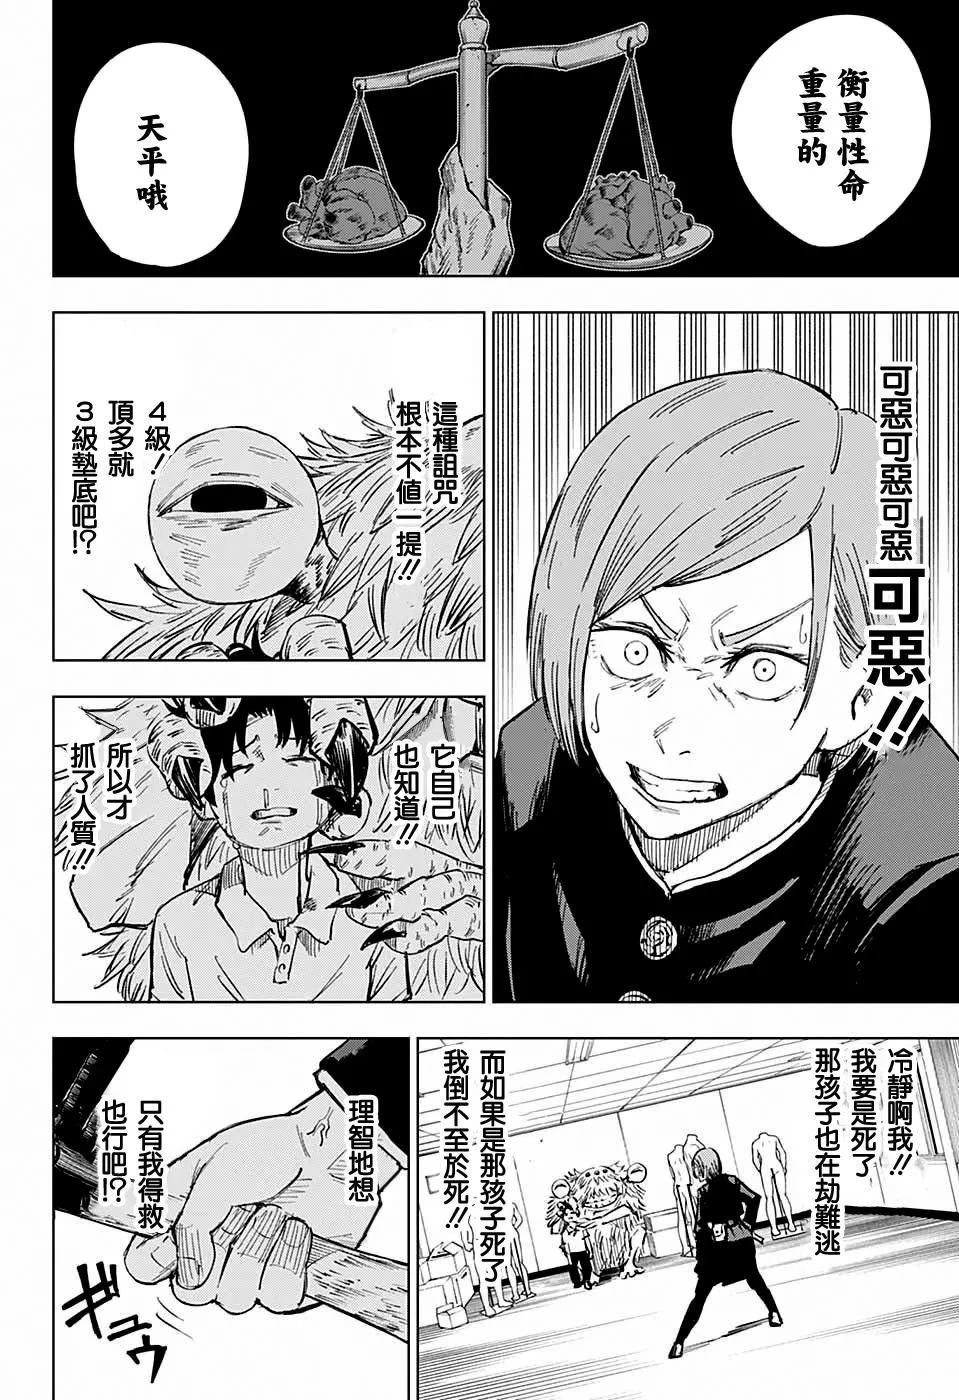 衡量性命
重量的
天平哦
可惡可惡可惡可惡!!
這種詛咒
根本不值一提!!
4級!
頂多就
3級墊底吧!?
它自己
也知道!!
所以才
抓了人質!!
冷靜啊我!!
我要是死了
那孩子也在劫難逃
而如果是那孩子死了
我倒不至於死!!
理智地想
只有我得救
也行吧!?
ギュウ